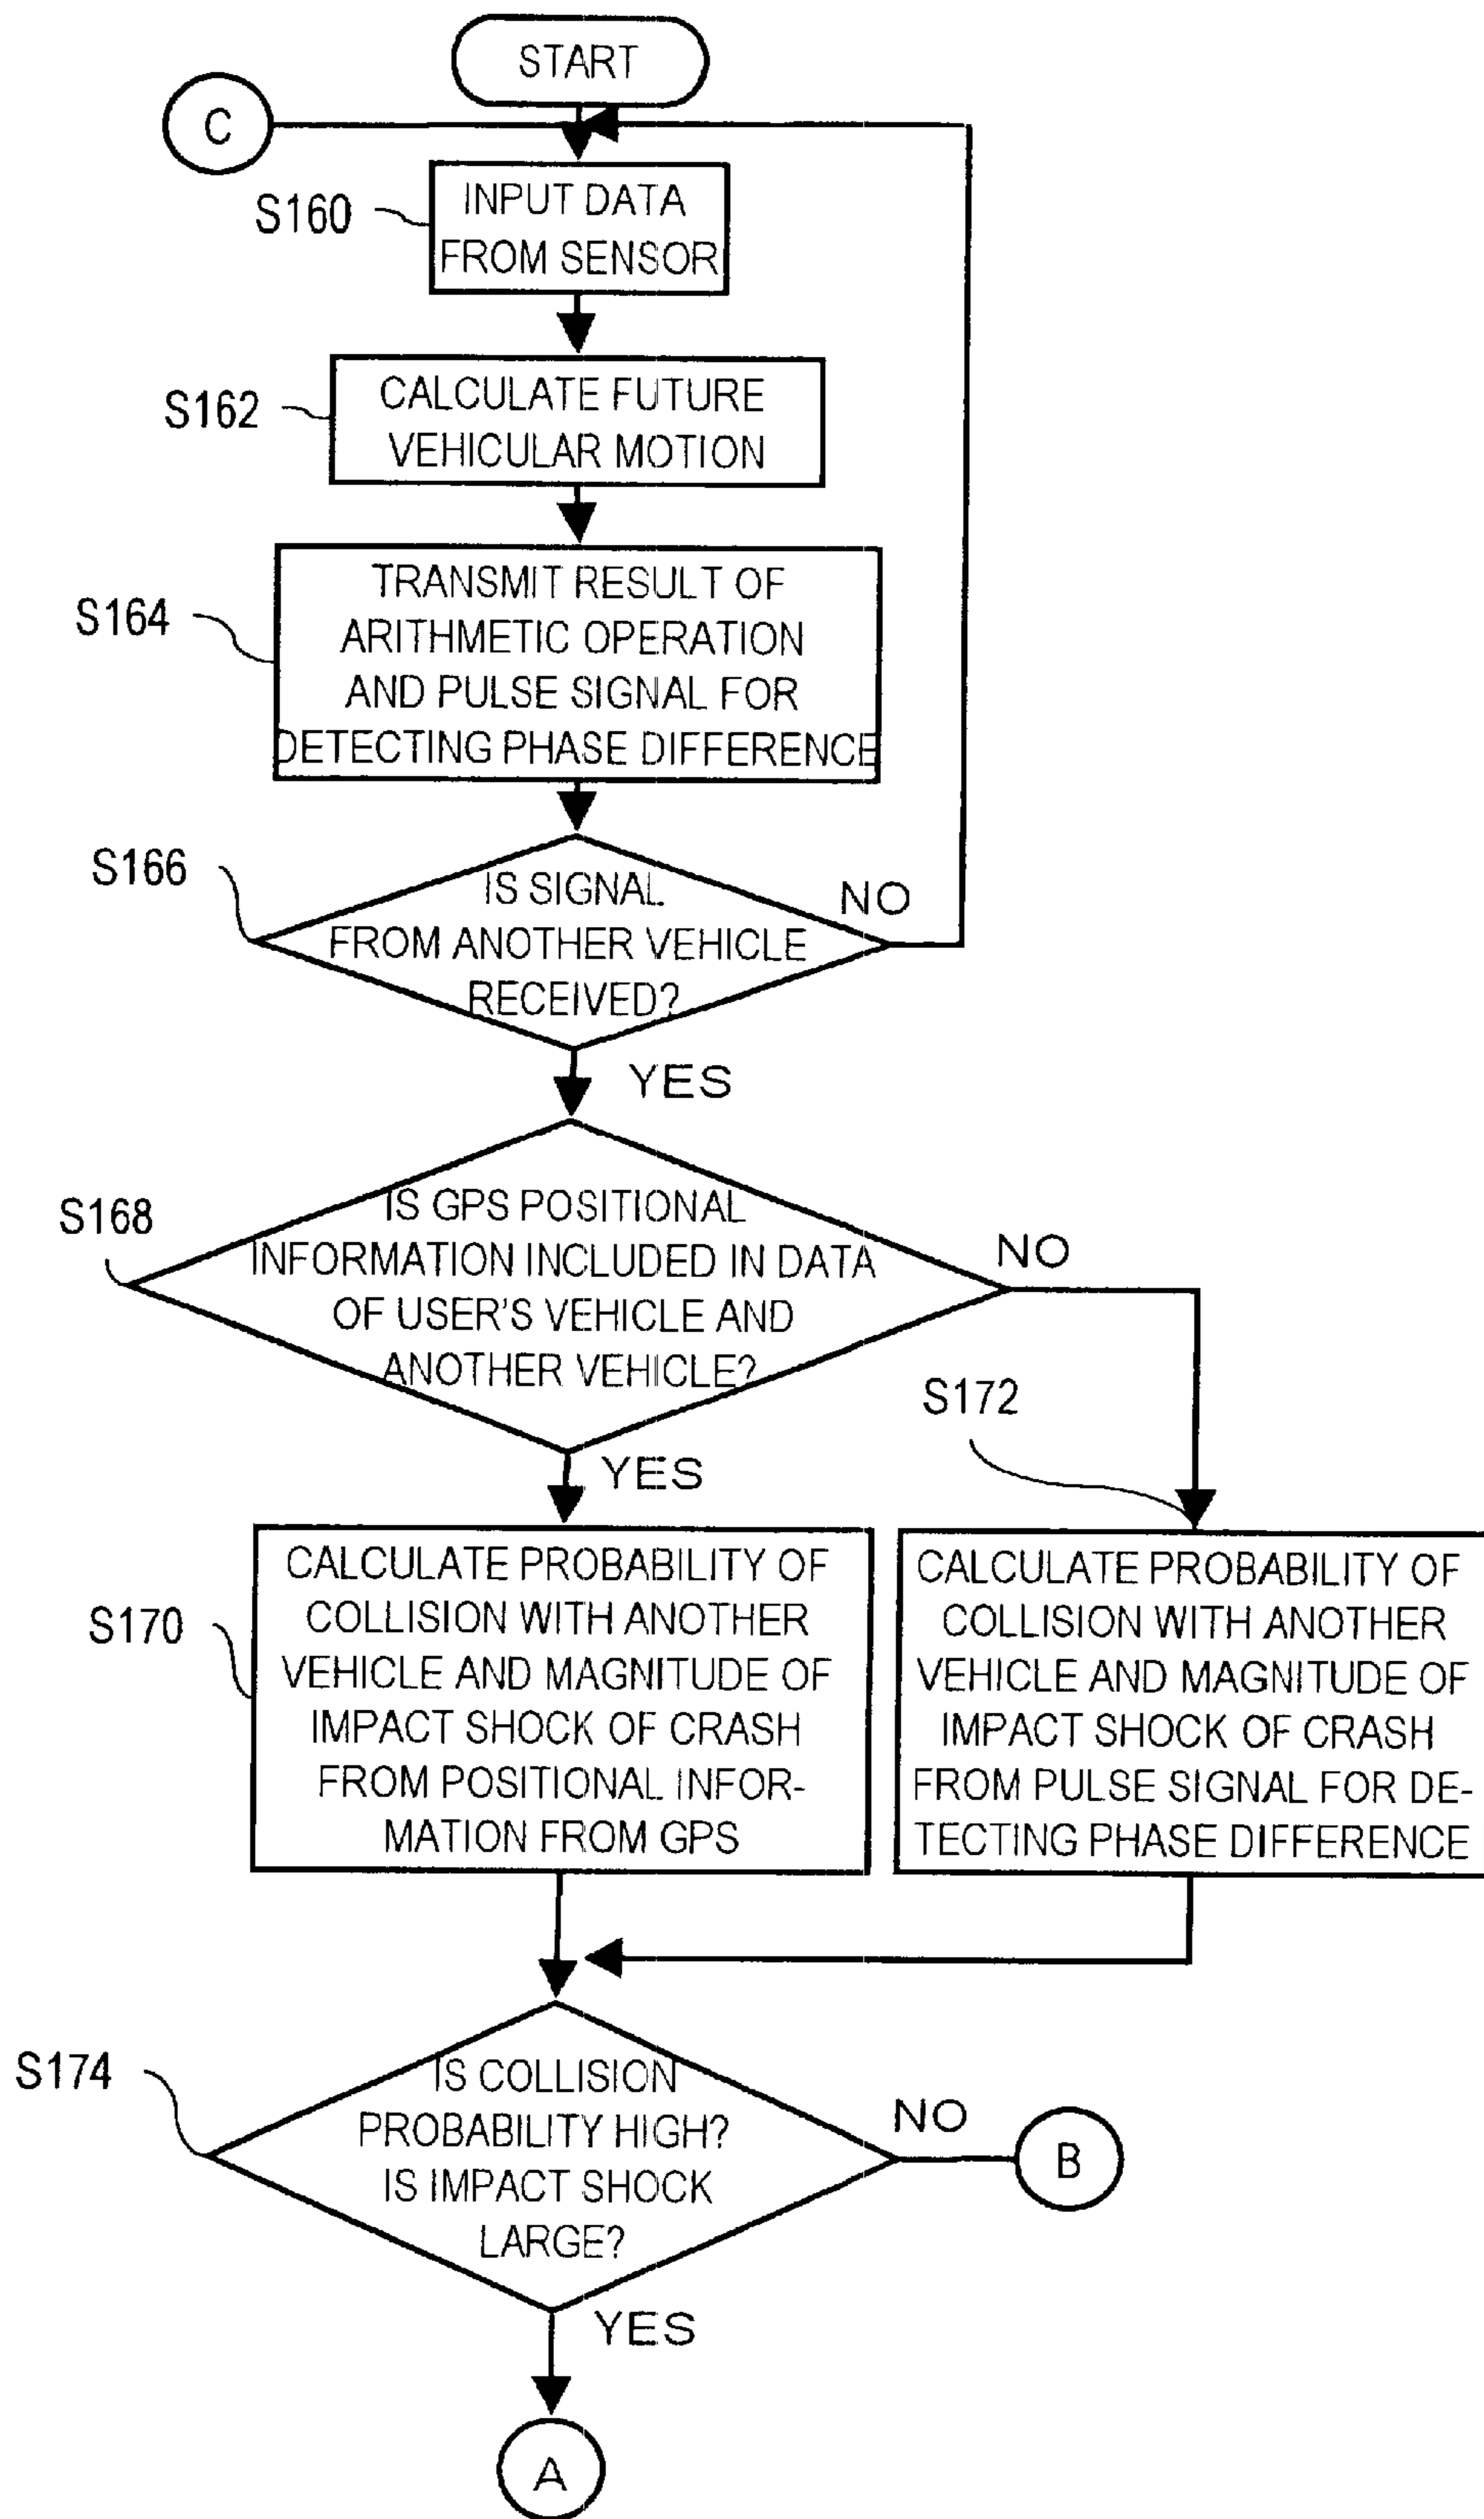 START
C
S160
INPUT DATA
FROM SENSOR
S162
CALCULATE FUTURE
VEHICULAR MOTION
S164
TRANSMIT RESULT OF
ARITHMETIC OPERATION
AND PULSE SIGNAL FOR
DETECTING PHASE DIFFERENCE
S166
IS SIGNAL
FROM ANOTHER VEHICLE
RECEIVED?
NO
YES
S168
IS GPS POSITIONAL
INFORMATION INCLUDED IN DATA
OF USER'S VEHICLE AND
ANOTHER VEHICLE?
NO
YES
S170
CALCULATE PROBABILITY OF
COLLISION WITH ANOTHER
VEHICLE AND MAGNITUDE OF
IMPACT SHOCK OF CRASH
FROM POSITIONAL INFOR-
MATION FROM GPS
S172
CALCULATE PROBABILITY OF
COLLISION WITH ANOTHER
VEHICLE AND MAGNITUDE OF
IMPACT SHOCK OF CRASH
FROM PULSE SIGNAL FOR DE-
TECTING PHASE DIFFERENCE
S174
IS COLLISION
PROBABILITY HIGH?
IS IMPACT SHOCK
LARGE?
NO
B
YES
A